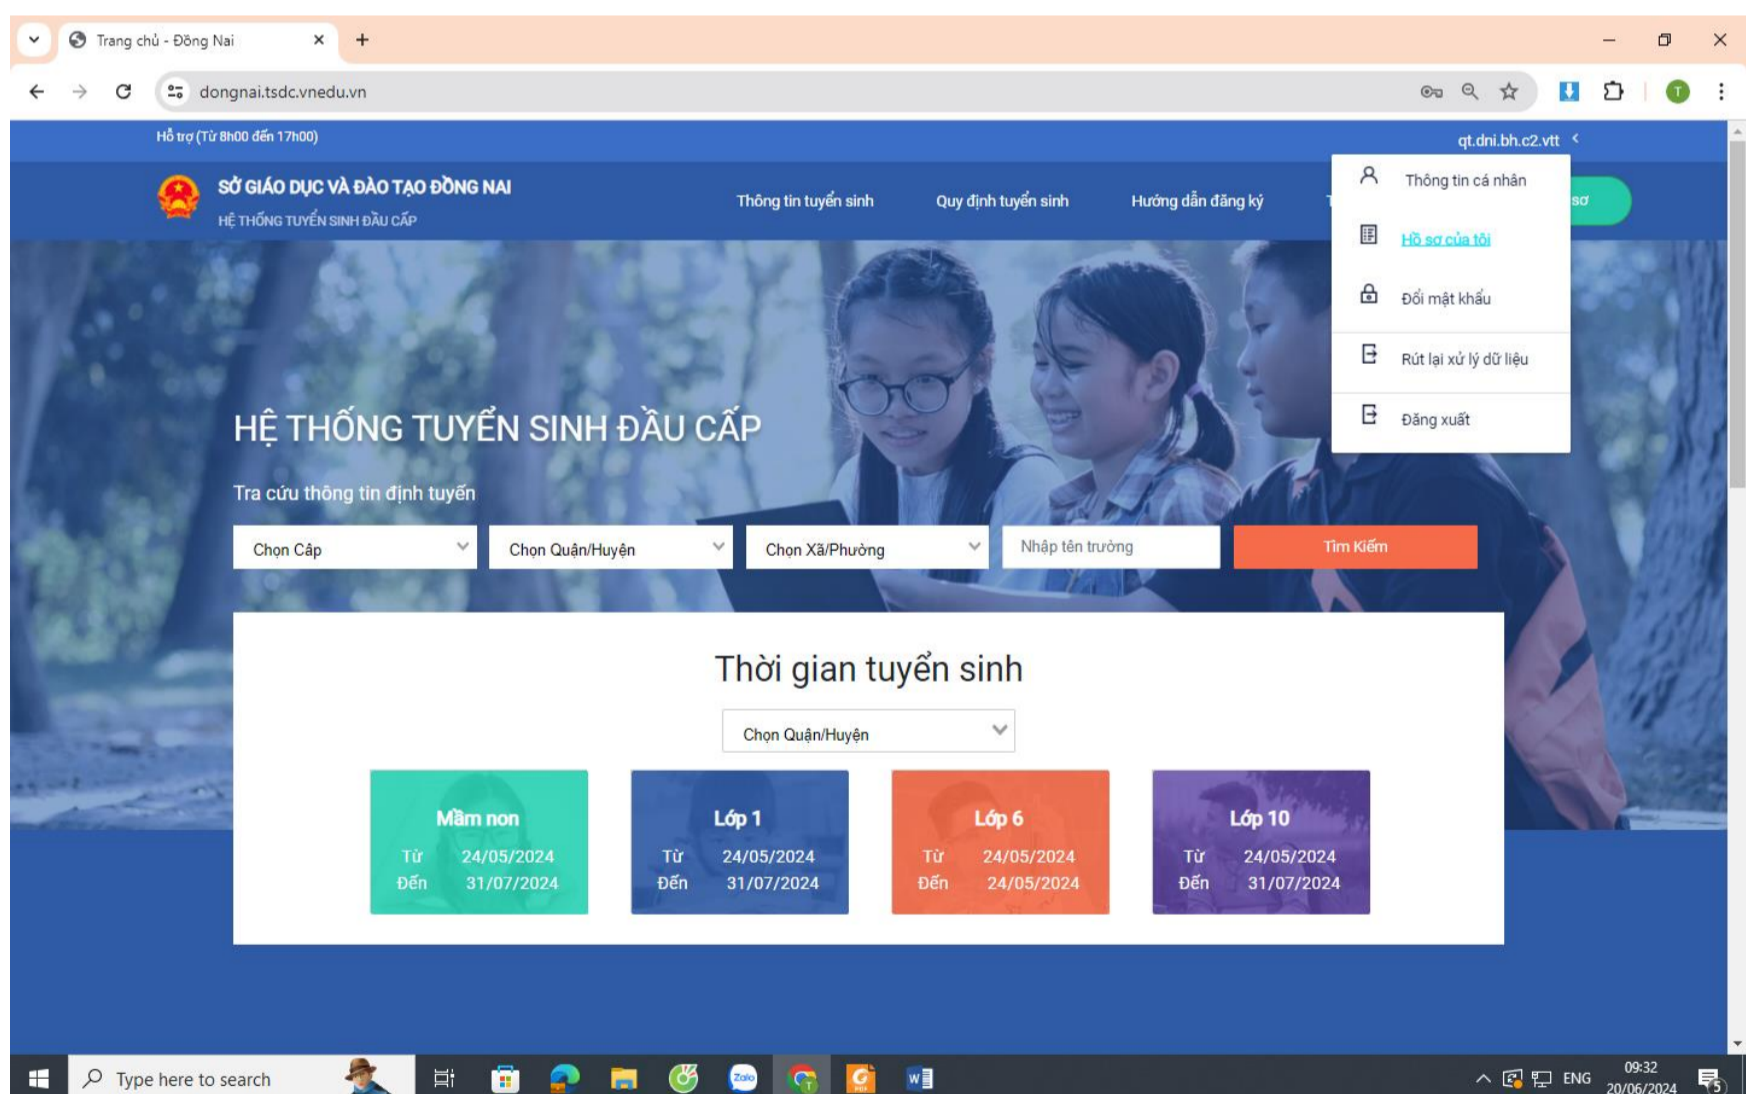 Trang chủ - Đồng Nai
dongnai.tsdc.vnedu.vn
T
Hỗ trợ (Từ 8h00 đến 17h00)
qt.dni.bh.c2.vtt
SỞ GIÁO DỤC VÀ ĐÀO TẠO ĐỒNG NAI
HỆ THỐNG TUYỂN SINH ĐẦU CẤP
Thông tin tuyển sinh
Quy định tuyển sinh
Hướng dẫn đăng ký
sơ
Thông tin cá nhân
Hồ sơ của tôi
Đổi mật khẩu
Rút lại xử lý dữ liệu
Đăng xuất
HỆ THỐNG TUYỂN SINH ĐẦU CẤP
Tra cứu thông tin định tuyến
Chọn Câp
Chọn Quận/Huyện
Chọn Xã/Phường
Nhập tên trường
Tìm Kiếm
Thời gian tuyển sinh
Chọn Quận/Huyện
Mầm non
Từ 24/05/2024
Đến 31/07/2024
Lớp 1
Từ 24/05/2024
Đến 31/07/2024
Lớp 6
Từ 24/05/2024
Đến 24/05/2024
Lớp 10
Từ 24/05/2024
Đến 31/07/2024
Type here to search
Zalo
ENG
09:32
20/06/2024
5